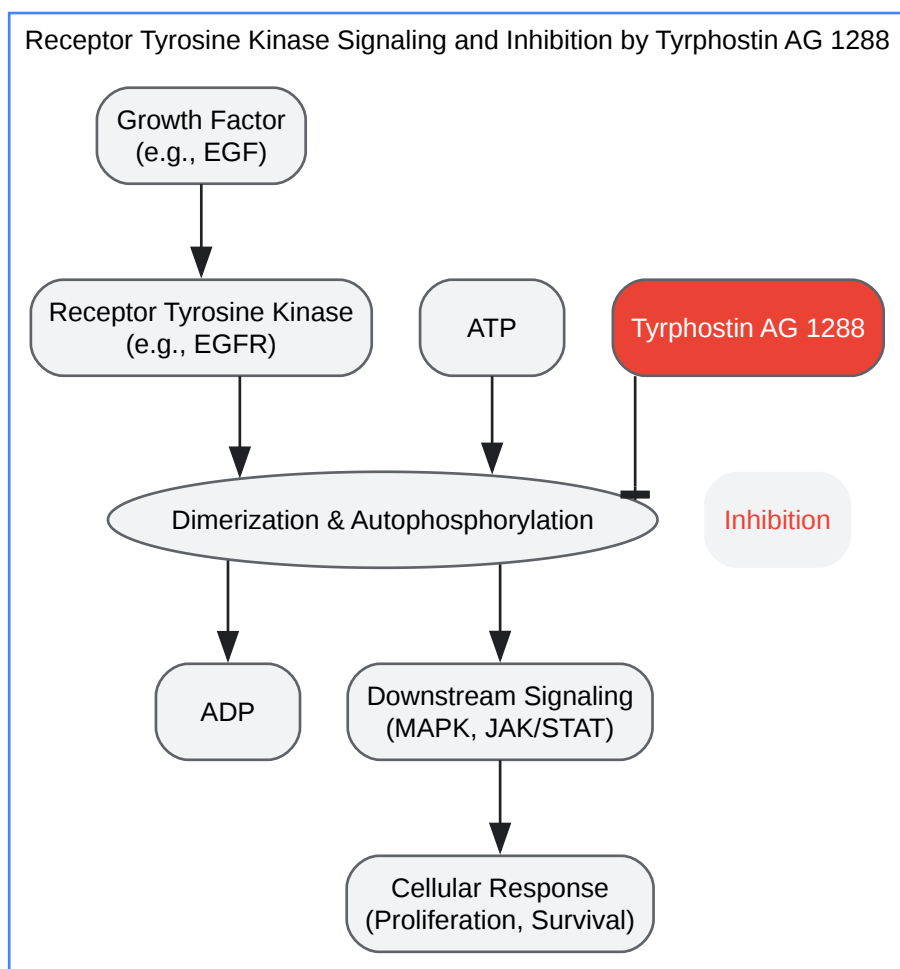 Receptor Tyrosine Kinase Signaling and Inhibition by Tyrphostin AG 1288
Growth Factor
(e.g., EGF)
Receptor Tyrosine Kinase
(e.g., EGFR)
ATP
Tyrphostin AG 1288
Dimerization & Autophosphorylation
Inhibition
ADP
Downstream Signaling
(MAPK, JAK/STAT)
Cellular Response
(Proliferation, Survival)